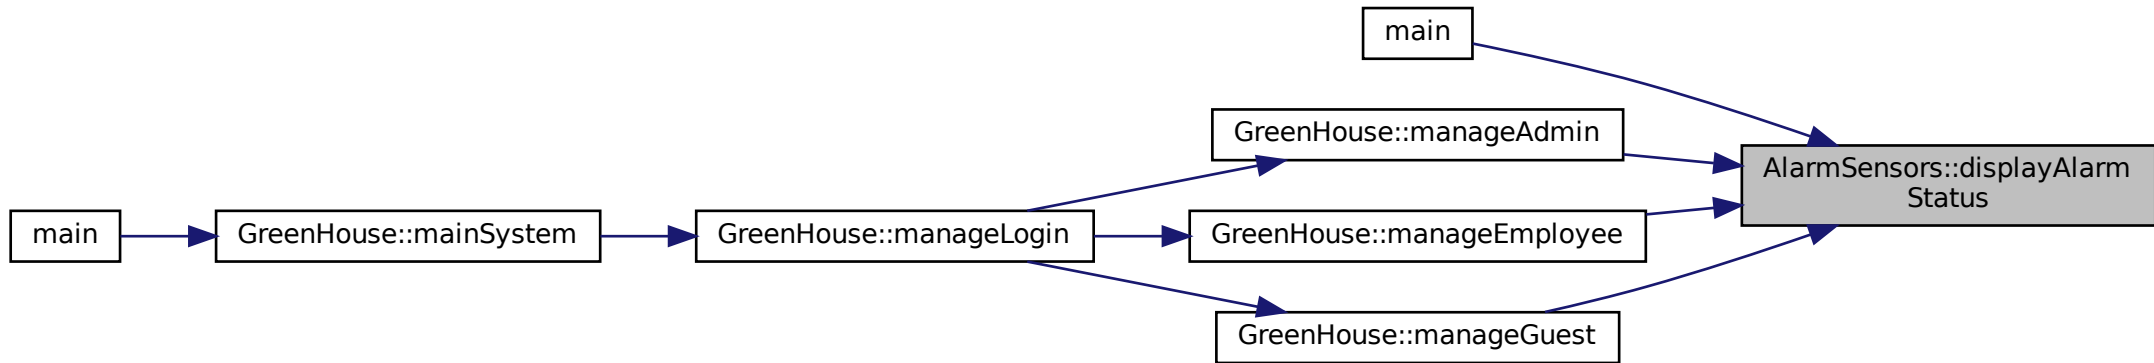 main
GreenHouse::manageAdmin
AlarmSensors::displayAlarm
Status
main
GreenHouse::mainSystem
GreenHouse::manageLogin
GreenHouse::manageEmployee
GreenHouse::manageGuest